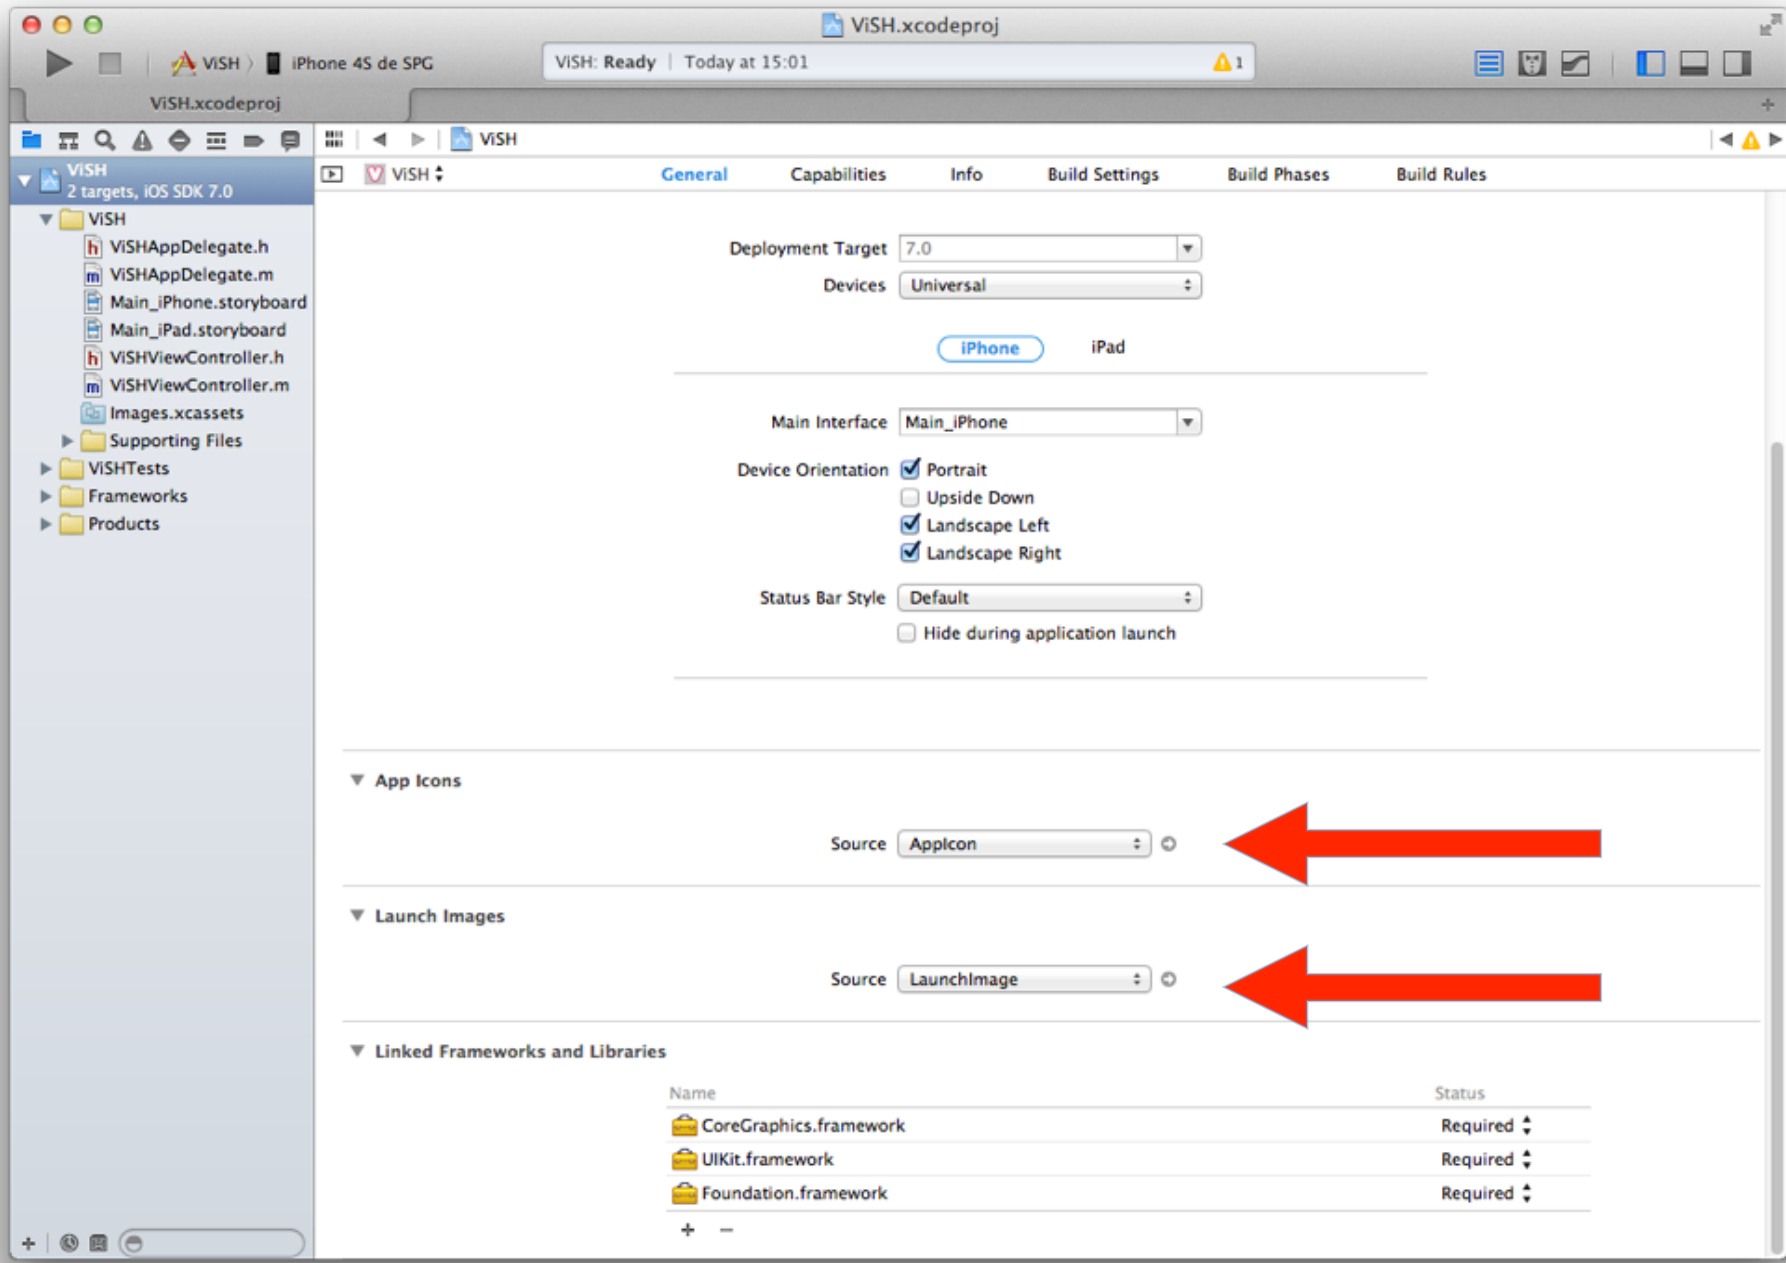 ViSH.xcodeproj
ViSH iPhone 4S de SPG
ViSH: Ready | Today at 15:01
1
ViSH.xcodeproj
ViSH
ViSH
2 targets, iOS SDK 7.0
ViSH
ViSHAppDelegate.h
ViSHAppDelegate.m
Main_iPhone.storyboard
Main_iPad.storyboard
ViSHViewController.h
ViSHViewController.m
Images.xcassets
Supporting Files
ViSHTests
Frameworks
Products
ViSH
General Capabilities Info Build Settings Build Phases Build Rules
Deployment Target 7.0
Devices Universal
iPhone iPad
Main Interface Main_iPhone
Device Orientation Portrait
Upside Down
Landscape Left
Landscape Right
Status Bar Style Default
Hide during application launch
App Icons
Source AppIcon
Launch Images
Source LaunchImage
Linked Frameworks and Libraries
Name Status
CoreGraphics.framework Required
UIKit.framework Required
Foundation.framework Required